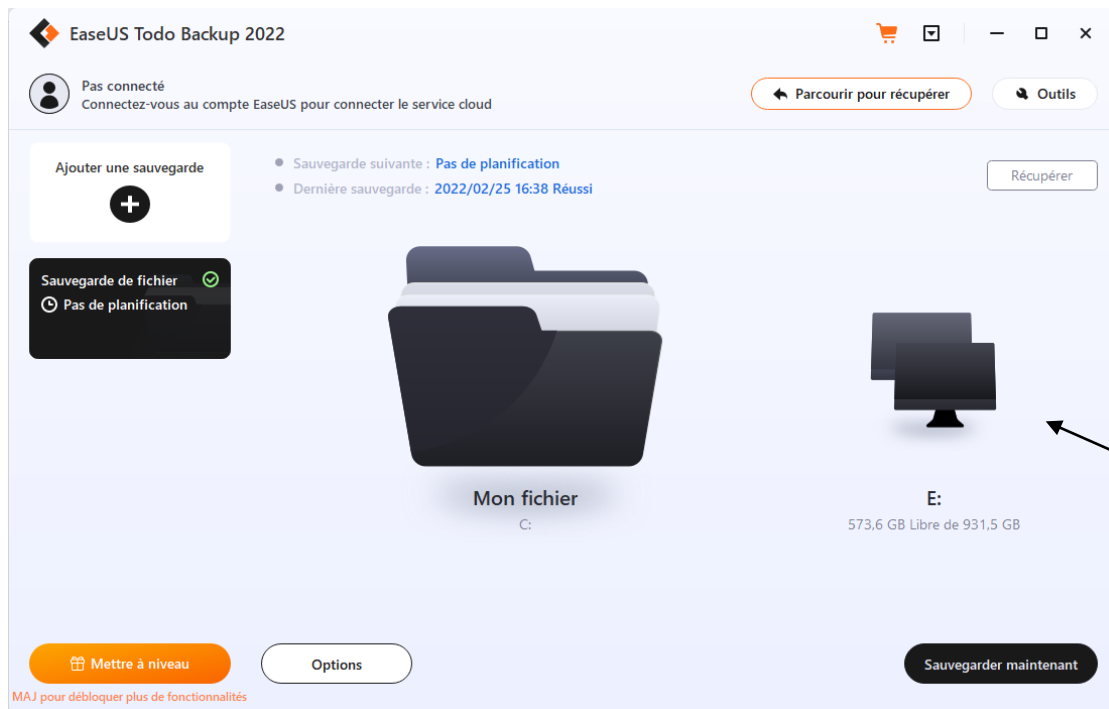 EaseUS Todo Backup 2022
Pas connecté
Connectez-vous au compte EaseUS pour connecter le service cloud
Parcourir pour récupérer
Outils
Ajouter une sauvegarde
Sauvegarde suivante : Pas de planification
Dernière sauvegarde : 2022/02/25 16:38 Réussi
Récupérer
Sauvegarde de fichier
Pas de planification
Mon fichier
C:
E:
573,6 GB Libre de 931,5 GB
Mettre à niveau
Options
Sauvegarder maintenant
MAJ pour débloquer plus de fonctionnalités